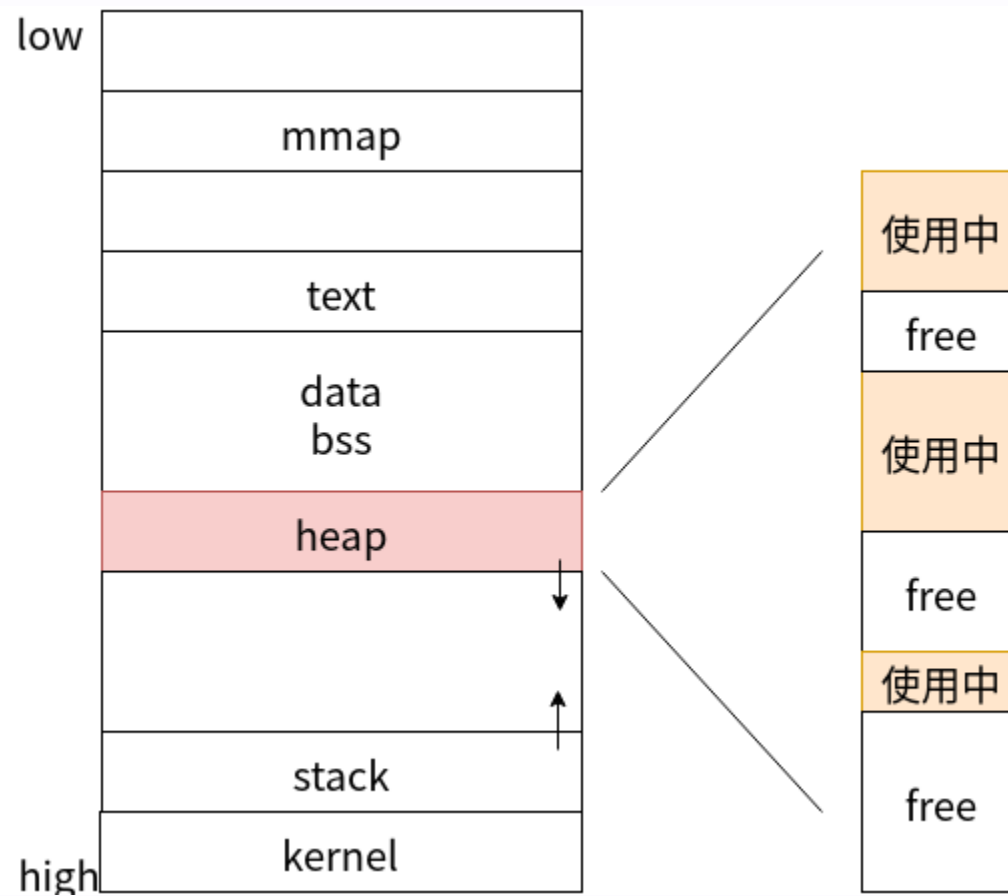 low
mmap
text
data
bss
heap
stack
kernel
high
使用中
free
使用中
free
使用中
free